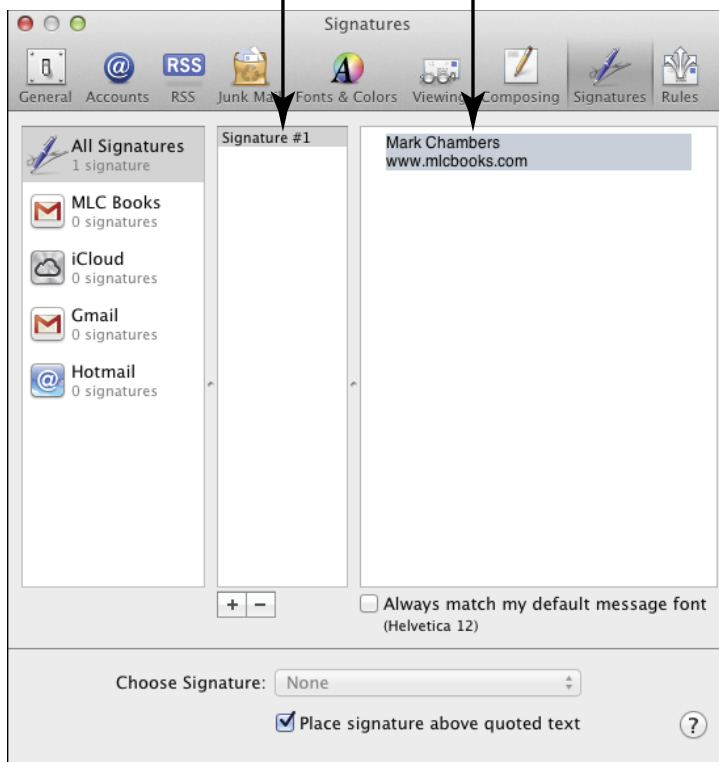 Signatures
General Accounts RSS Junk Mail Fonts & Colors Viewing Composing Signatures Rules
RSS
All Signatures
1 signature
MLC Books
0 signatures
iCloud
0 signatures
Gmail
0 signatures
Hotmail
0 signatures
Signature #1
Mark Chambers
www.mlcbooks.com
+ −
Always match my default message font
(Helvetica 12)
Choose Signature: None
Place signature above quoted text
?